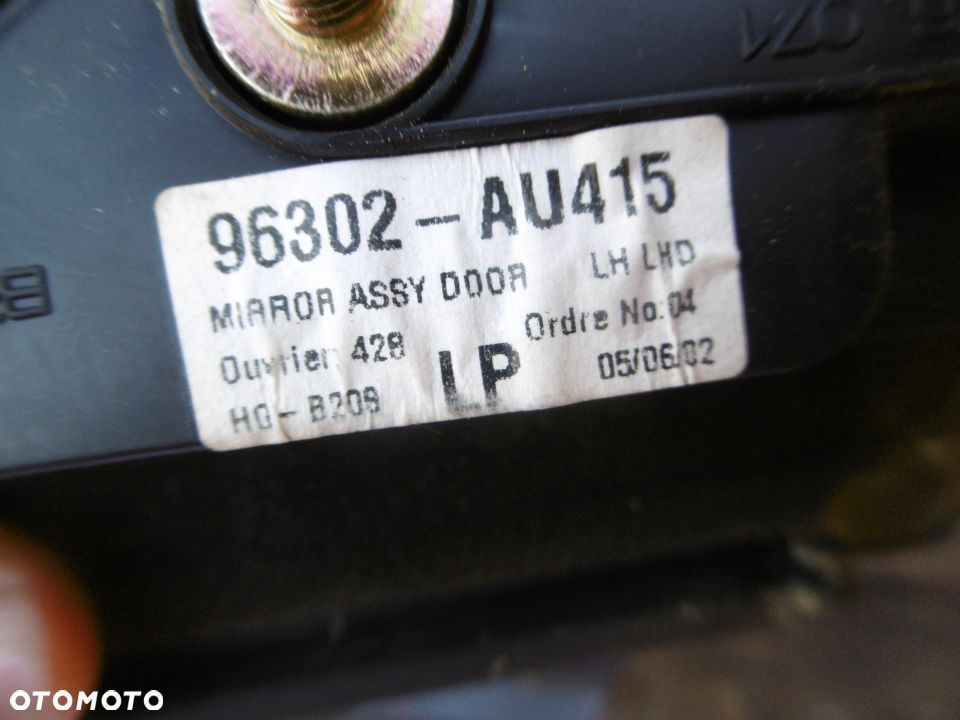 96302-AU415
MIRROR ASSY DOOR LH LHD
Ouvrier: 428 Ordre No: 04
HG-B208 LP 05/06/02
OTOMOTO